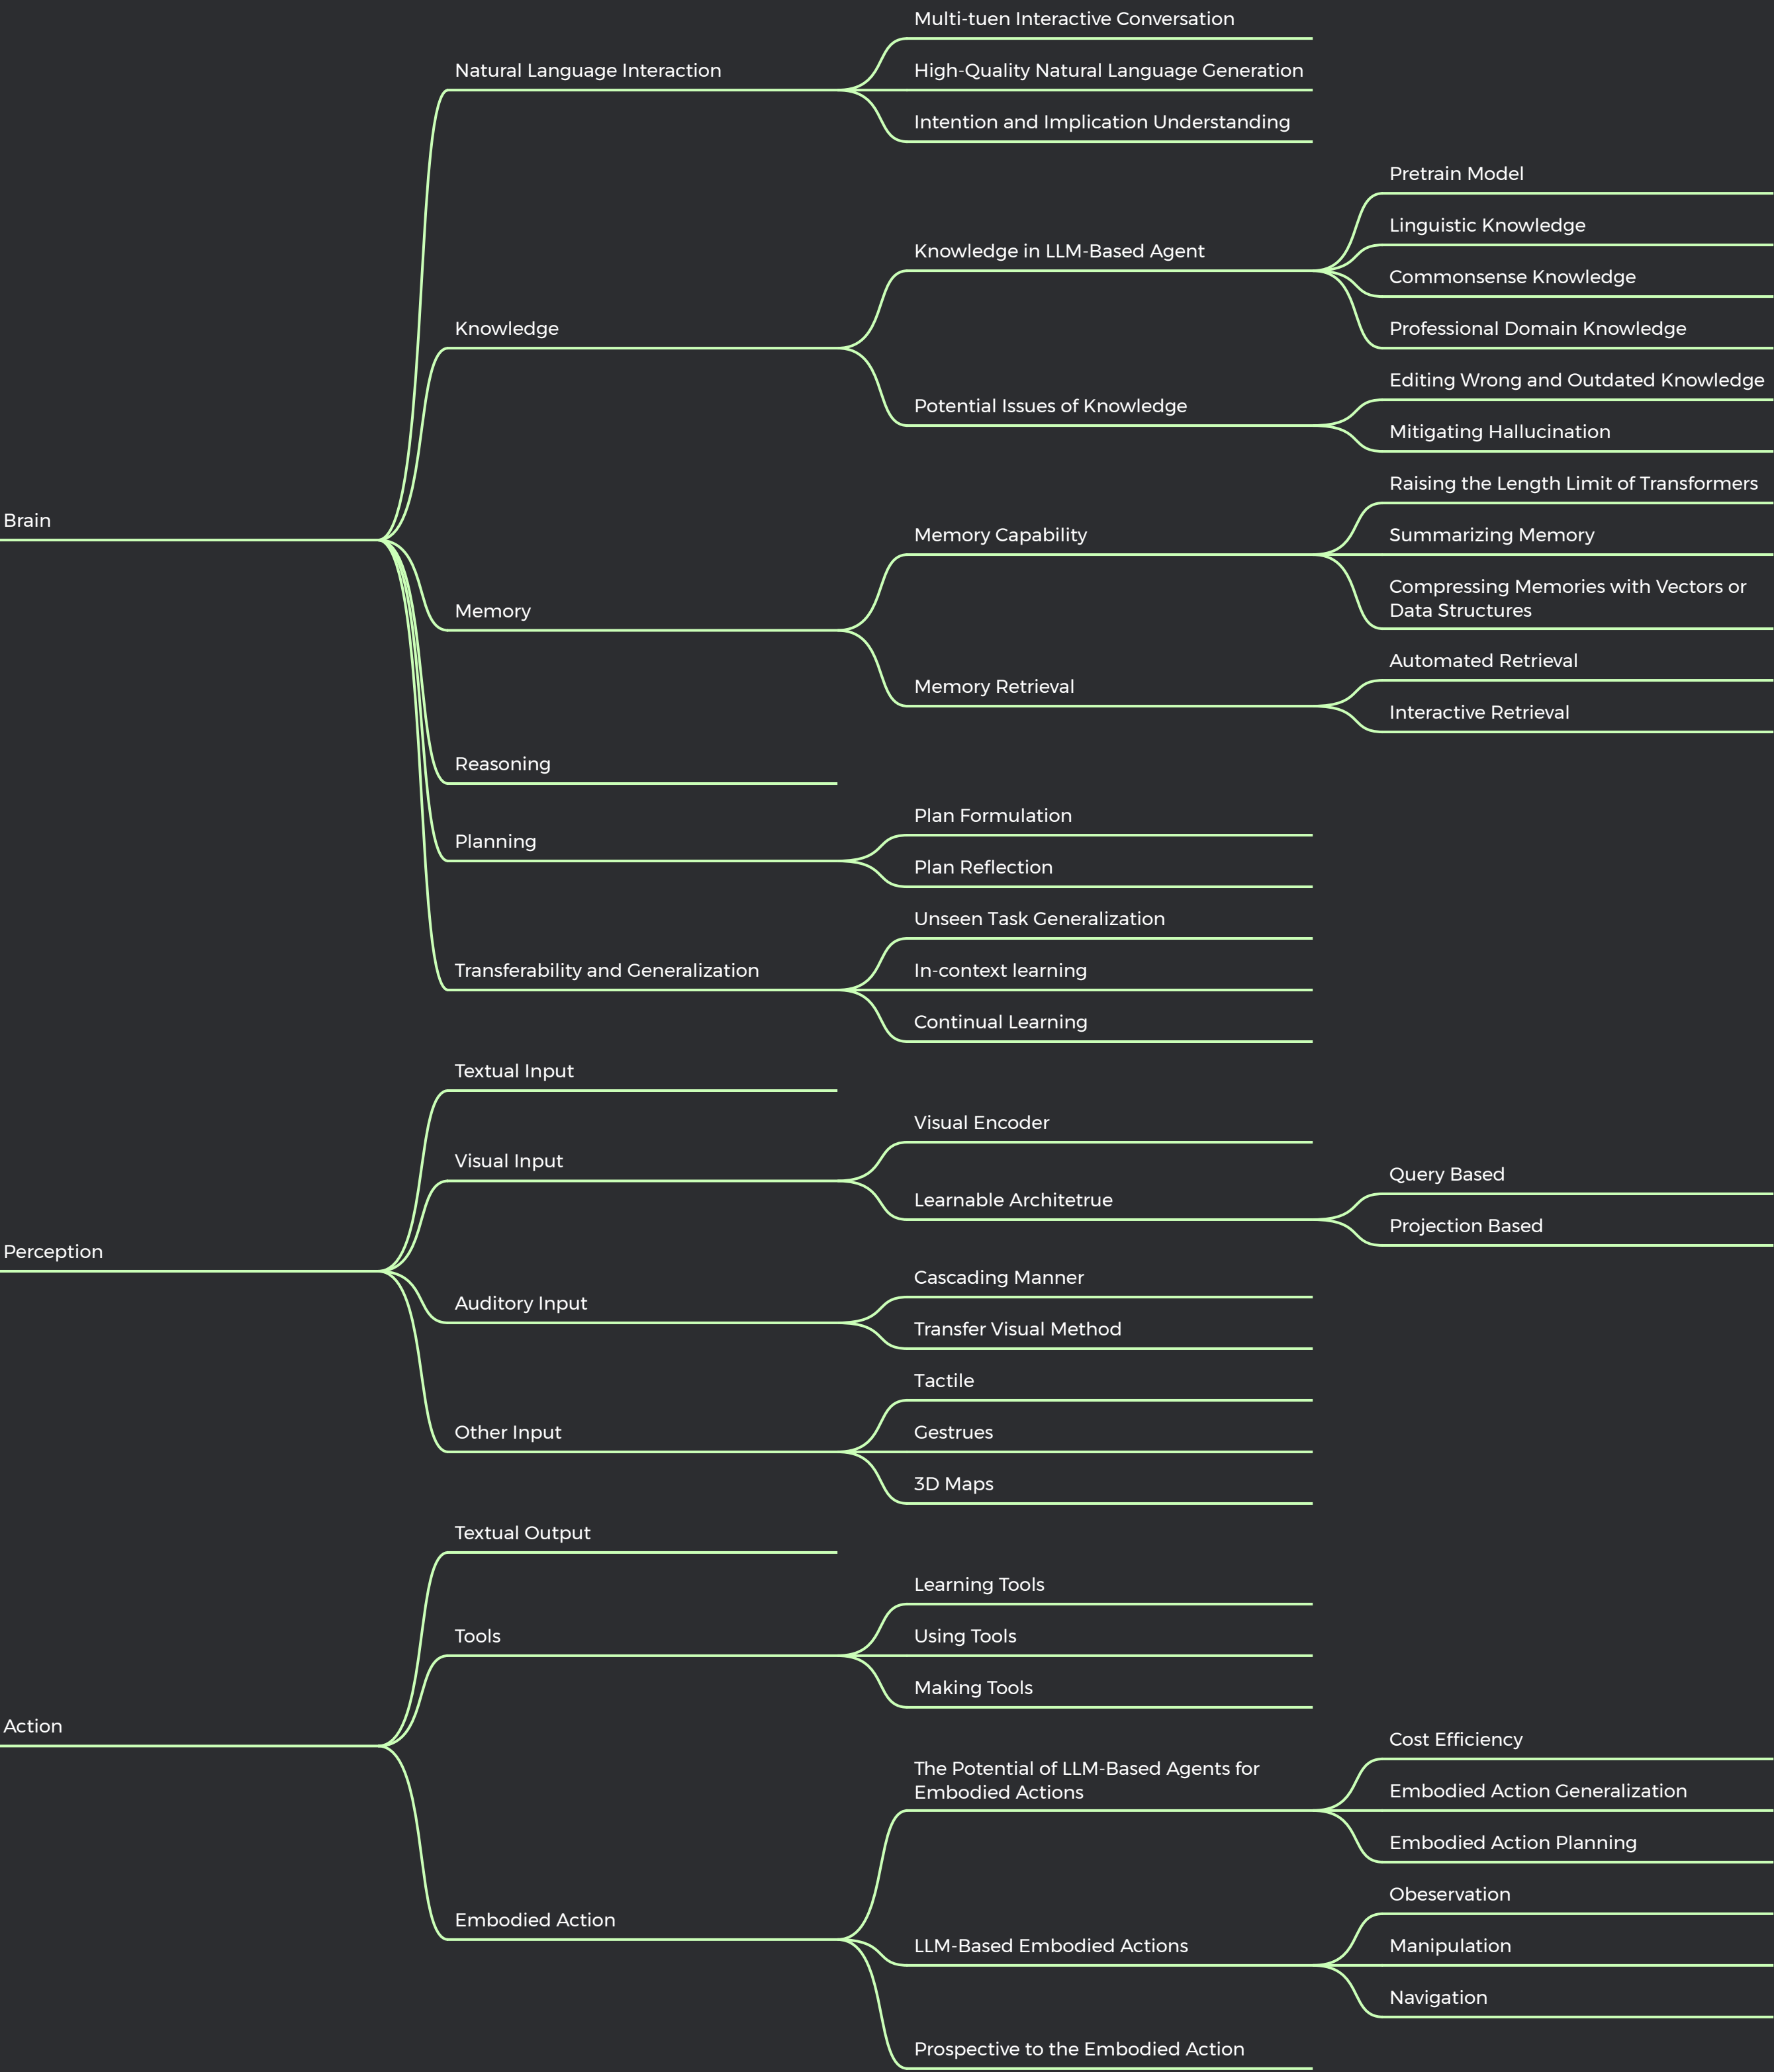 Multi-tuen Interactive Conversation
Natural Language Interaction
High-Quality Natural Language Generation
Intention and Implication Understanding
Pretrain Model
Linguistic Knowledge
Knowledge in LLM-Based Agent
Commonsense Knowledge
Knowledge
Professional Domain Knowledge
Editing Wrong and Outdated Knowledge
Potential Issues of Knowledge
Mitigating Hallucination
Raising the Length Limit of Transformers
Brain
Memory Capability
Summarizing Memory
Compressing Memories with Vectors or
Data Structures
Memory
Automated Retrieval
Memory Retrieval
Interactive Retrieval
Reasoning
Plan Formulation
Planning
Plan Reflection
Unseen Task Generalization
Transferability and Generalization
In-context learning
Continual Learning
Textual Input
Visual Encoder
Visual Input
Query Based
Learnable Architetrue
Projection Based
Perception
Cascading Manner
Auditory Input
Transfer Visual Method
Tactile
Other Input
Gestrues
3D Maps
Textual Output
Learning Tools
Tools
Using Tools
Making Tools
Action
Cost Efficiency
The Potential of LLM-Based Agents for
Embodied Actions
Embodied Action Generalization
Embodied Action Planning
Obeservation
Embodied Action
LLM-Based Embodied Actions
Manipulation
Navigation
Prospective to the Embodied Action